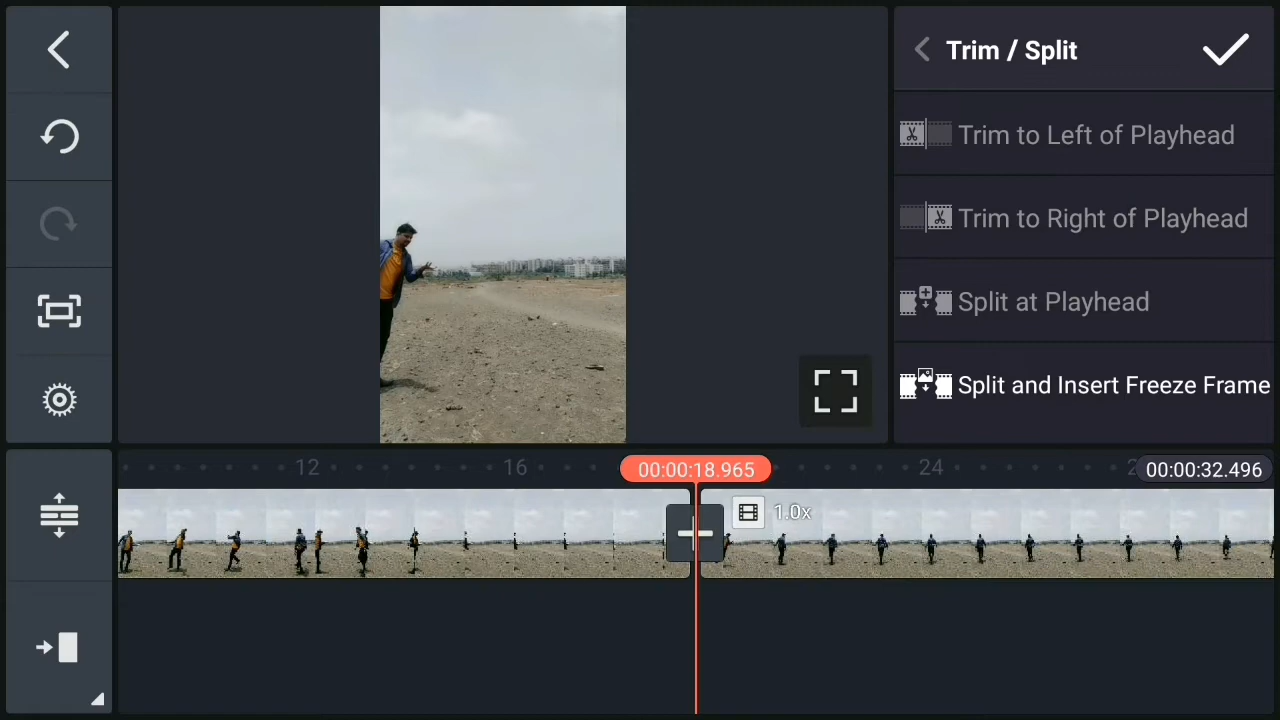 Trim / Split
Trim to Left of Playhead
Trim to Right of Playhead
Split at Playhead
Split and Insert Freeze Frame
12
16
00:00:18.965
24
00:00:32.496
1.0x